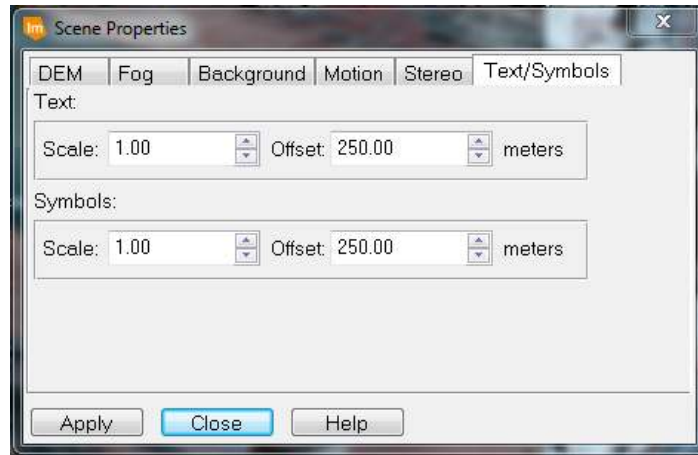 Im Scene Properties x
DEM Fog Background Motion Stereo Text/Symbols
Text:
Scale: 1.00 Offset: 250.00 meters
Symbols:
Scale: 1.00 Offset: 250.00 meters
Apply Close Help